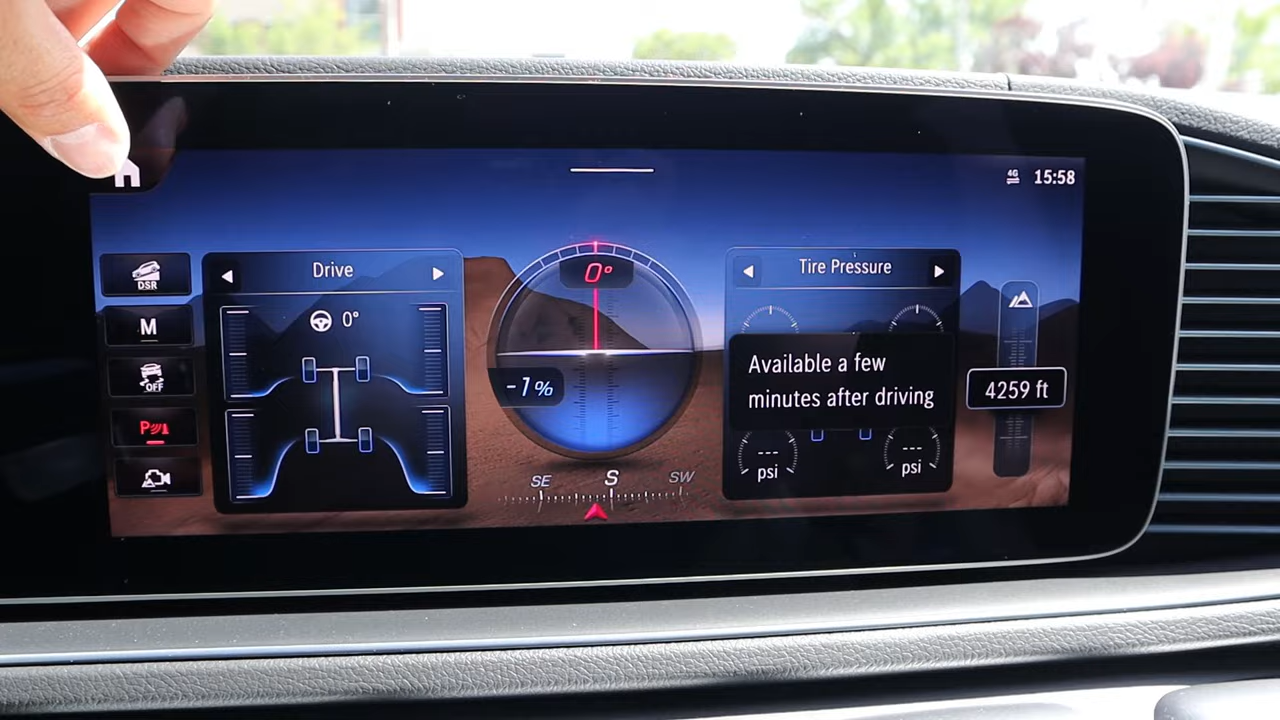 4G
15:58
DSR
M
OFF
P
Drive
0°
0°
-1%
SE
S
SW
Tire Pressure
Available a few
minutes after driving
---
psi
---
psi
4259 ft